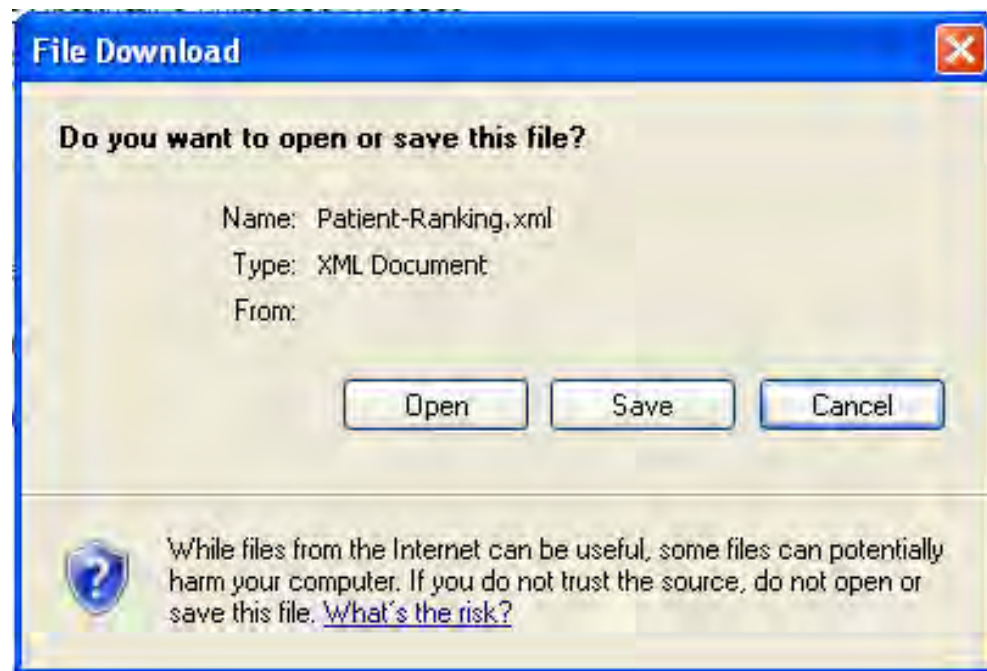 File Download
Do you want to open or save this file?
Name: Patient-Ranking.xml
Type: XML Document
From:
Open Save Cancel
While files from the Internet can be useful, some files can potentially
harm your computer. If you do not trust the source, do not open or
save this file. What's the risk?